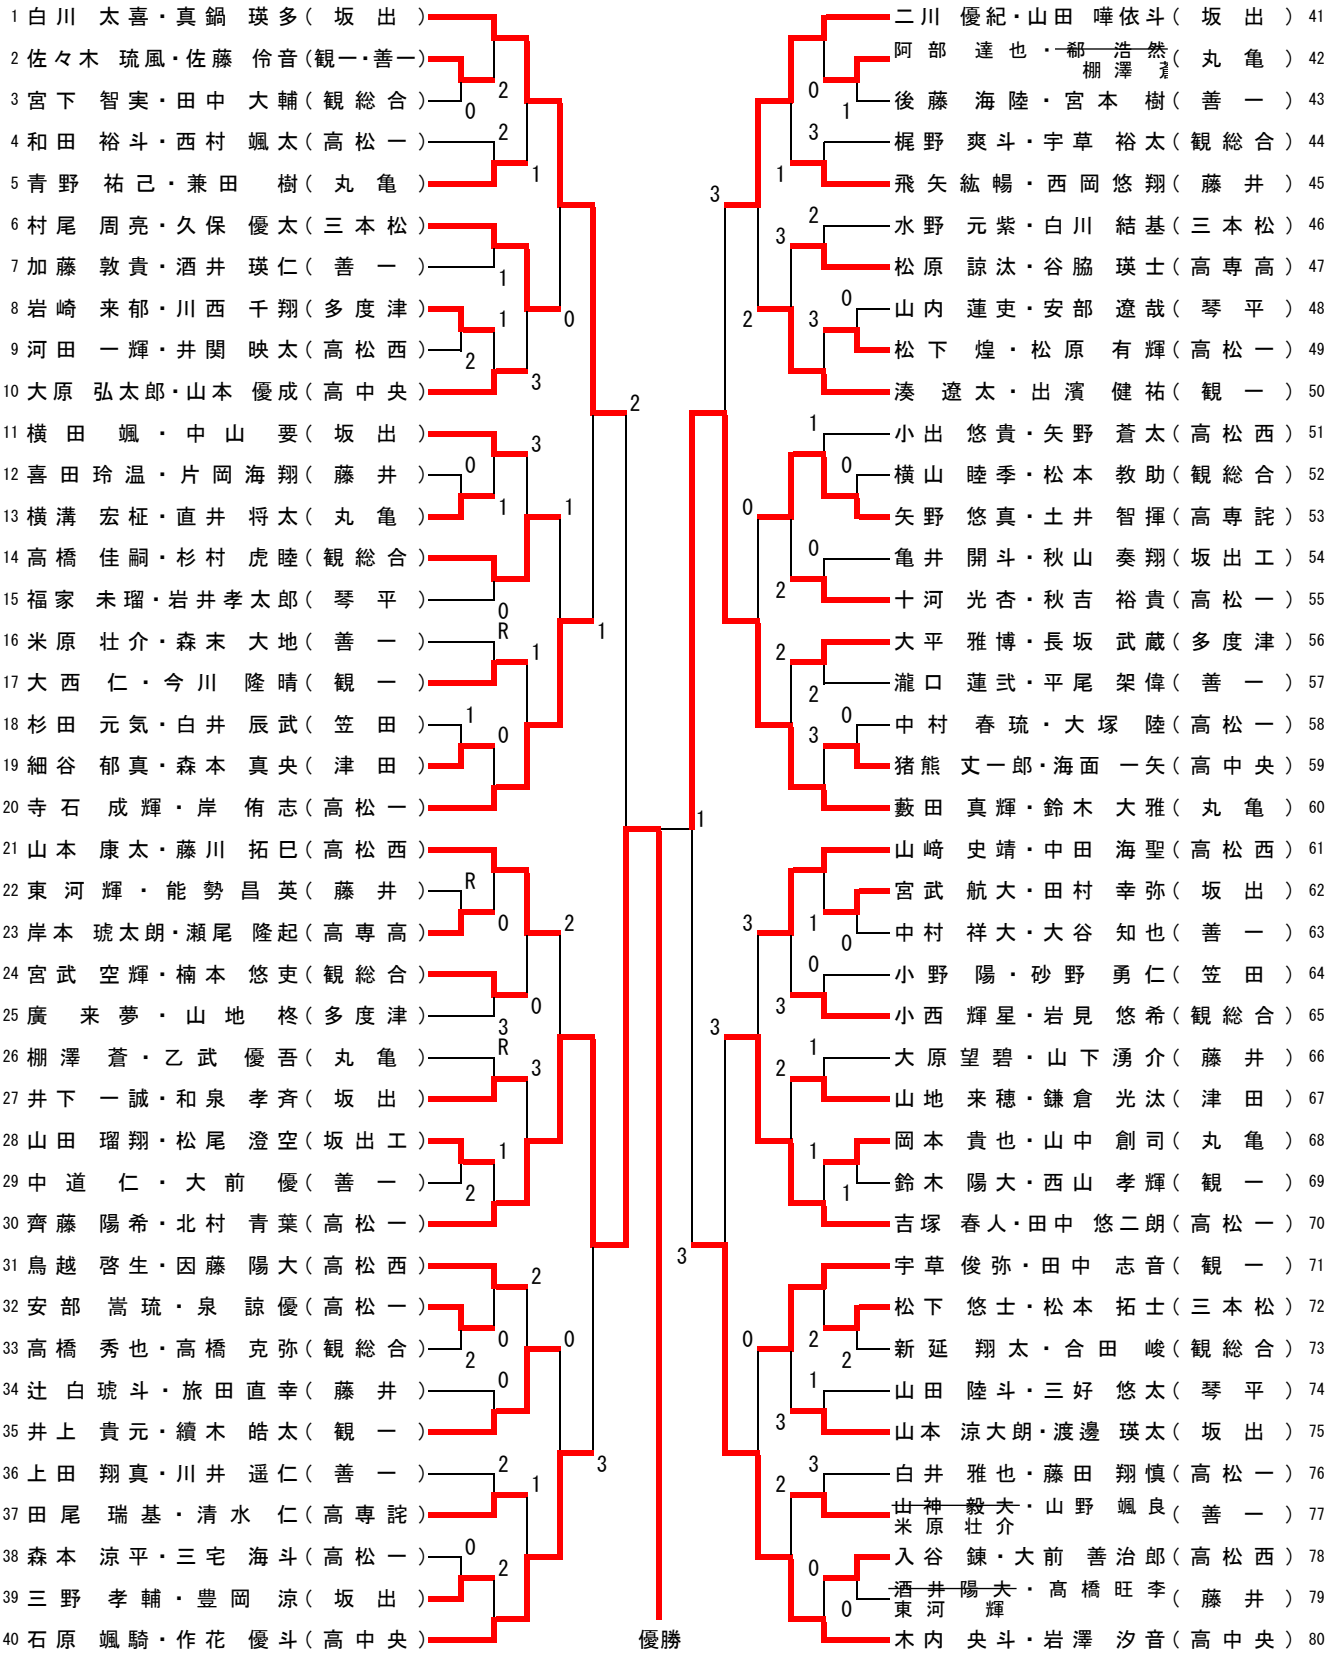 1 白川 太喜・真鍋 瑛多(坂出)
2 佐々木 琉風・佐藤 伶音(観一・善一)
3 宮下 智実・田中 大輔(観総合)
4 和田 裕斗・西村 颯太(高松一)
5 青野 祐己・兼田 樹(丸亀)
6 村尾 周亮・久保 優太(三本松)
7 加藤 敦貴・酒井 瑛仁(善一)
8 岩崎 来郁・川西 千翔(多度津)
9 河田 一輝・井関 映太(高松西)
10 大原 弘太郎・山本 優成(高中央)
11 横田 颯・中山 要(坂出)
12 喜田玲温・片岡海翔(藤井)
13 横溝 宏柾・直井 将太(丸亀)
14 高橋 佳嗣・杉村 虎睦(観総合)
15 福家 未瑠・岩井孝太郎(琴平)
16 米原 壮介・森末 大地(善一)
17 大西 仁・今川 隆晴(観一)
18 杉田 元気・白井 辰武(笠田)
19 細谷 郁真・森本 真央(津田)
20 寺石 成輝・岸 侑志(高松一)
21 山本 康太・藤川 拓巳(高松西)
22 東河輝・能勢昌英(藤井)
23 岸本 琥太朗・瀬尾 隆起(高専高)
24 宮武 空輝・楠本 悠吏(観総合)
25 廣 来夢・山地 柊(多度津)
26 棚澤 蒼・乙武 優吾(丸亀)
27 井下 一誠・和泉 孝斉(坂出)
28 山田 瑠翔・松尾 澄空(坂出工)
29 中道 仁・大前 優(善一)
30 齊藤 陽希・北村 青葉(高松一)
31 鳥越 啓生・因藤 陽大(高松西)
32 安部 嵩琉・泉 諒優(高松一)
33 高橋 秀也・高橋 克弥(観総合)
34 辻白琥斗・旅田直幸(藤井)
35 井上 貴元・續木 皓太(観一)
36 上田 翔真・川井 遥仁(善一)
37 田尾 瑞基・清水 仁(高専詫)
38 森本 涼平・三宅 海斗(高松一)
39 三野 孝輔・豊岡 涼(坂出)
40 石原 颯騎・作花 優斗(高中央)
2
0
2
1
1
1
2
3
0
3
0
1
1
0
R
1
1
0
1
2
R
0
2
0
3
R
3
1
2
2
0
2
0
0
2
1
0
2
3
2
1
3
優勝
3
0
1
3
1
2
3
0
3
2
1
0
0
0
2
2
2
0
3
3
1
0
3
0
3
1
2
3
1
1
0
2
2
1
3
3
2
0
0
二川 優紀・山田 嘩依斗(坂出) 41
阿部 達也・郗 浩然
棚澤 蒼
(丸亀) 42
後藤 海陸・宮本 樹(善一) 43
梶野 爽斗・宇草 裕太(観総合) 44
飛矢紘暢・西岡悠翔(藤井) 45
水野 元紫・白川 結基(三本松) 46
松原 諒汰・谷脇 瑛士(高専高) 47
山内 蓮吏・安部 遼哉(琴平) 48
松下 煌・松原 有輝(高松一) 49
湊 遼太・出濱 健祐(観一) 50
小出 悠貴・矢野 蒼太(高松西) 51
横山 睦季・松本 教助(観総合) 52
矢野 悠真・土井 智揮(高専詫) 53
亀井 開斗・秋山 奏翔(坂出工) 54
十河 光杏・秋吉 裕貴(高松一) 55
大平 雅博・長坂 武蔵(多度津) 56
瀧口 蓮弐・平尾 架偉(善一) 57
中村 春琉・大塚 陸(高松一) 58
猪熊 丈一郎・海面 一矢(高中央) 59
藪田 真輝・鈴木 大雅(丸亀) 60
山﨑 史靖・中田 海聖(高松西) 61
宮武 航大・田村 幸弥(坂出) 62
中村 祥大・大谷 知也(善一) 63
小野 陽・砂野 勇仁(笠田) 64
小西 輝星・岩見 悠希(観総合) 65
大原望碧・山下湧介(藤井) 66
山地 来穂・鎌倉 光汰(津田) 67
岡本 貴也・山中 創司(丸亀) 68
鈴木 陽大・西山 孝輝(観一) 69
吉塚 春人・田中 悠二朗(高松一) 70
宇草 俊弥・田中 志音(観一) 71
松下 悠士・松本 拓士(三本松) 72
新延 翔太・合田 峻(観総合) 73
山田 陸斗・三好 悠太(琴平) 74
山本 涼大朗・渡邊 瑛太(坂出) 75
白井 雅也・藤田 翔慎(高松一) 76
山神 毅大・山野 颯良
米原 壮介
(善一) 77
入谷 錬・大前 善治郎(高松西) 78
酒井陽大・髙橋旺李
東河 輝
(藤井) 79
木内 央斗・岩澤 汐音(高中央) 80